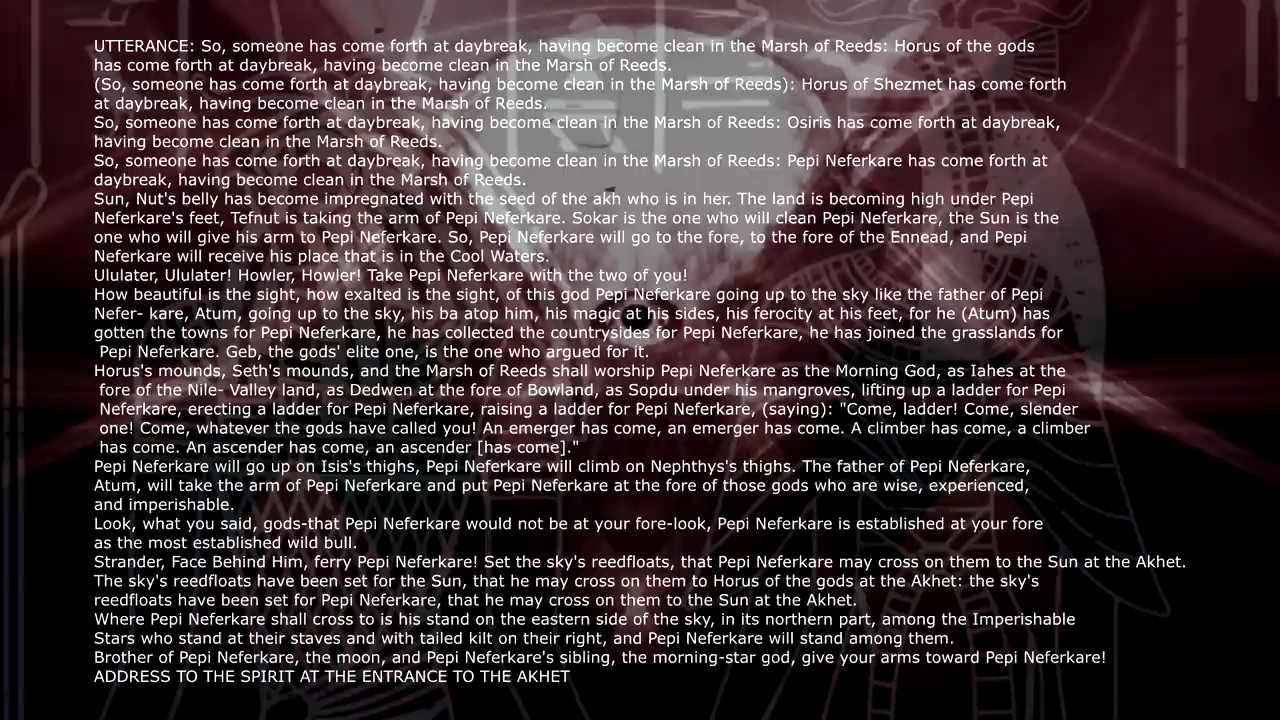 UTTERANCE: So, someone has come forth at daybreak, having become clean in the Marsh of Reeds: Horus of the gods
has come forth at daybreak, having become clean in the Marsh of Reeds.
(So, someone has come forth at daybreak, having become clean in the Marsh of Reeds): Horus of Shezmet has come forth
at daybreak, having become clean in the Marsh of Reeds.
So, someone has come forth at daybreak, having become clean in the Marsh of Reeds: Osiris has come forth at daybreak,
having become clean in the Marsh of Reeds.
So, someone has come forth at daybreak, having become clean in the Marsh of Reeds: Pepi Neferkare has come forth at
daybreak, having become clean in the Marsh of Reeds.
Sun, Nut's belly has become impregnated with the seed of the akh who is in her. The land is becoming high under Pepi
Neferkare's feet, Tefnut is taking the arm of Pepi Neferkare. Sokar is the one who will clean Pepi Neferkare, the Sun is the
one who will give his arm to Pepi Neferkare. So, Pepi Neferkare will go to the fore, to the fore of the Ennead, and Pepi
Neferkare will receive his place that is in the Cool Waters.
Ululater, Ululater! Howler, Howler! Take Pepi Neferkare with the two of you!
How beautiful is the sight, how exalted is the sight, of this god Pepi Neferkare going up to the sky like the father of Pepi
Nefer- kare, Atum, going up to the sky, his ba atop him, his magic at his sides, his ferocity at his feet, for he (Atum) has
gotten the towns for Pepi Neferkare, he has collected the countrysides for Pepi Neferkare, he has joined the grasslands for
Pepi Neferkare. Geb, the gods' elite one, is the one who argued for it.
Horus's mounds, Seth's mounds, and the Marsh of Reeds shall worship Pepi Neferkare as the Morning God, as Iahes at the
fore of the Nile- Valley land, as Dedwen at the fore of Bowland, as Sopdu under his mangroves, lifting up a ladder for Pepi
Neferkare, erecting a ladder for Pepi Neferkare, raising a ladder for Pepi Neferkare, (saying): "Come, ladder! Come, slender
one! Come, whatever the gods have called you! An emerger has come, an emerger has come. A climber has come, a climber
has come. An ascender has come, an ascender [has come]."
Pepi Neferkare will go up on Isis's thighs, Pepi Neferkare will climb on Nephthys's thighs. The father of Pepi Neferkare,
Atum, will take the arm of Pepi Neferkare and put Pepi Neferkare at the fore of those gods who are wise, experienced,
and imperishable.
Look, what you said, gods-that Pepi Neferkare would not be at your fore-look, Pepi Neferkare is established at your fore
as the most established wild bull.
Strander, Face Behind Him, ferry Pepi Neferkare! Set the sky's reedfloats, that Pepi Neferkare may cross on them to the Sun at the Akhet.
The sky's reedfloats have been set for the Sun, that he may cross on them to Horus of the gods at the Akhet: the sky's
reedfloats have been set for Pepi Neferkare, that he may cross on them to the Sun at the Akhet.
Where Pepi Neferkare shall cross to is his stand on the eastern side of the sky, in its northern part, among the Imperishable
Stars who stand at their staves and with tailed kilt on their right, and Pepi Neferkare will stand among them.
Brother of Pepi Neferkare, the moon, and Pepi Neferkare's sibling, the morning-star god, give your arms toward Pepi Neferkare!
ADDRESS TO THE SPIRIT AT THE ENTRANCE TO THE AKHET